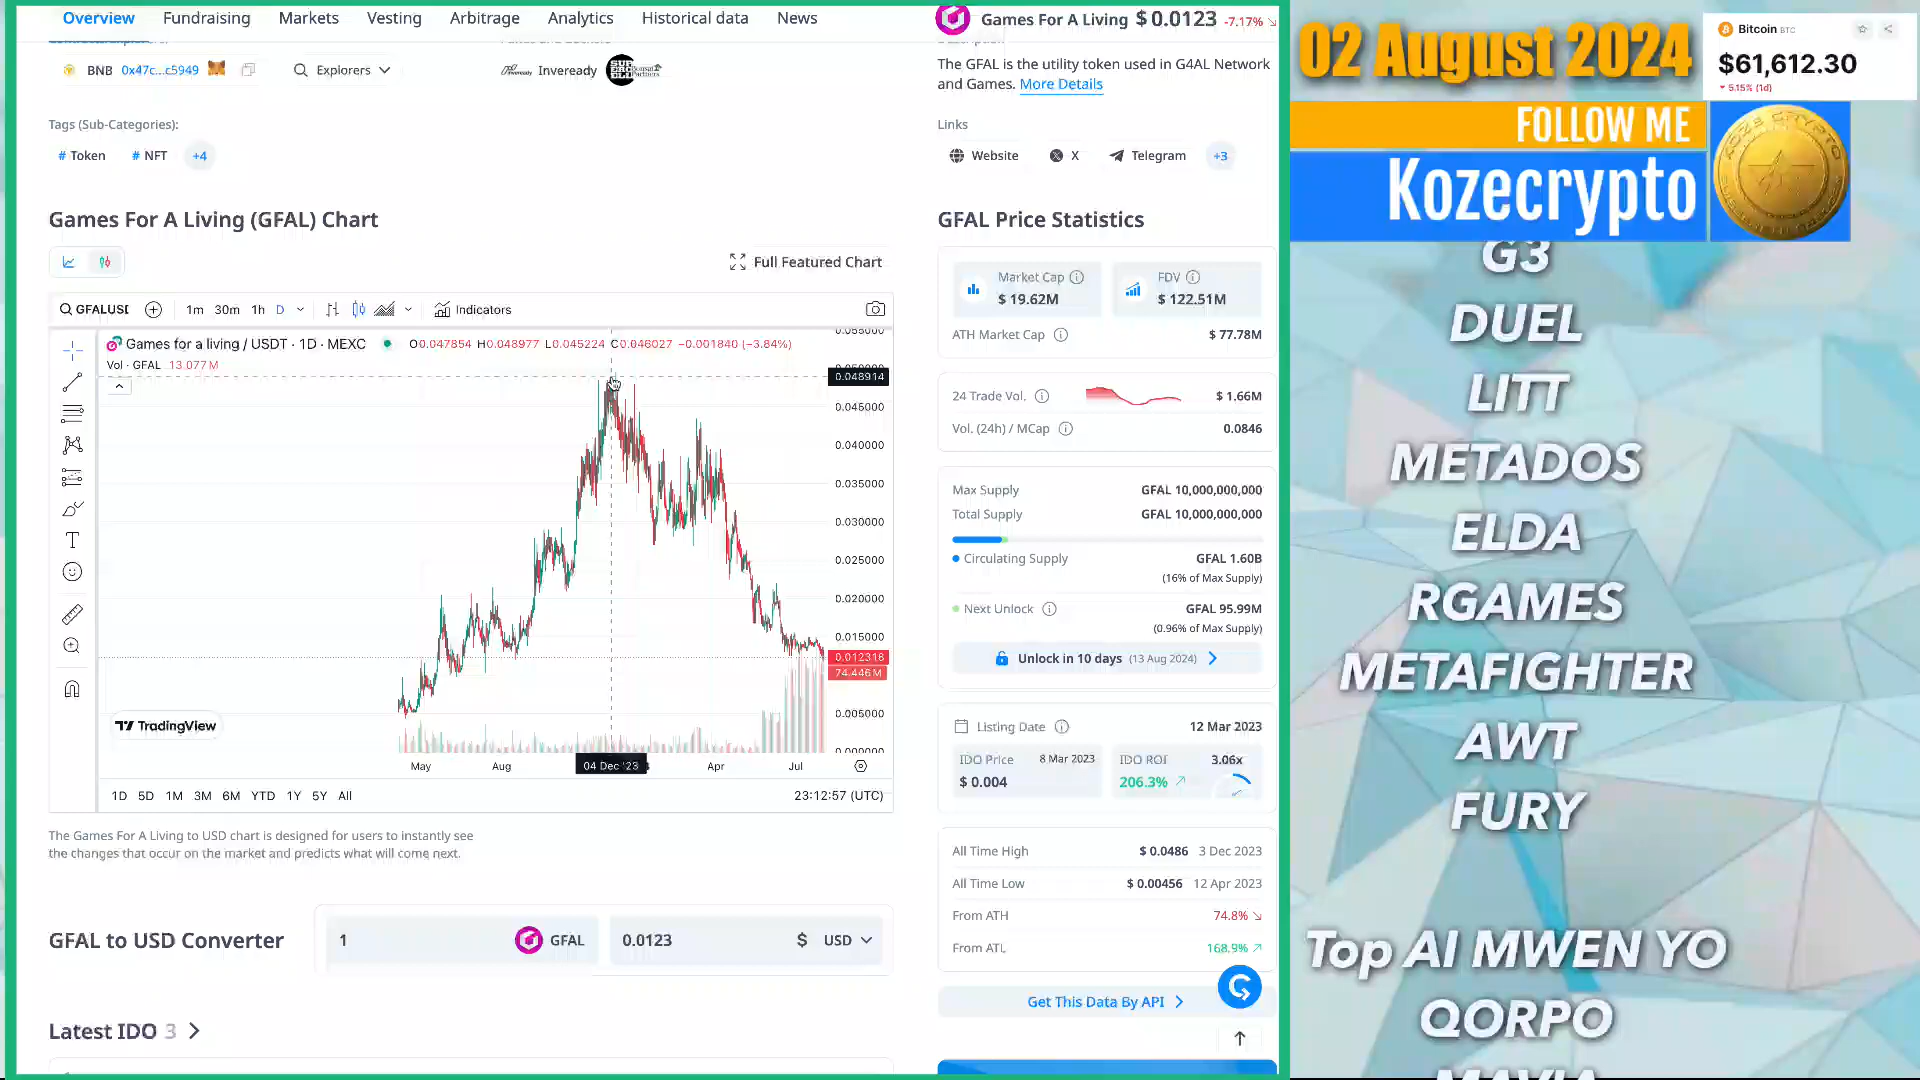 Overview Fundraising Markets Vesting Arbitrage Analytics Historical data News
Games For A Living $ 0.0123 -7.17%
BNB 0x47c...c5949
Explorers
Inveready
The GFAL is the utility token used in G4AL Network
and Games. More Details
Tags (Sub-Categories):
# Token # NFT +4
Links
Website X Telegram +3
Games For A Living (GFAL) Chart
Full Featured Chart
GFALUSI 1m 30m 1h D Indicators
Games for a living / USDT · 1D · MEXC O0.047854 H0.048977 L0.045224 C0.046027 −0.001840 (−3.84%)
Vol · GFAL 13.077M
0.055000
0.048914
0.045000
0.040000
0.035000
0.030000
0.025000
0.020000
0.015000
0.012318
74.446M
0.005000
0.000000
TradingView
May Aug 04 Dec '23 Apr Jul
1D 5D 1M 3M 6M YTD 1Y 5Y All 23:12:57 (UTC)
The Games For A Living to USD chart is designed for users to instantly see
the changes that occur on the market and predicts what will come next.
GFAL to USD Converter
1 GFAL 0.0123 $ USD
Latest IDO 3
GFAL Price Statistics
Market Cap
$ 19.62M
FDV
$ 122.51M
ATH Market Cap $ 77.78M
24 Trade Vol. $ 1.66M
Vol. (24h) / MCap 0.0846
Max Supply GFAL 10,000,000,000
Total Supply GFAL 10,000,000,000
Circulating Supply GFAL 1.60B
(16% of Max Supply)
Next Unlock GFAL 95.99M
(0.96% of Max Supply)
Unlock in 10 days (13 Aug 2024)
Listing Date 12 Mar 2023
IDO Price 8 Mar 2023
$ 0.004
IDO ROI 3.06x
206.3%
All Time High $ 0.0486 3 Dec 2023
All Time Low $ 0.00456 12 Apr 2023
From ATH 74.8%
From ATL 168.9%
Get This Data By API
02 August 2024
Bitcoin BTC
$61,612.30
5.15% (1d)
FOLLOW ME
Kozecrypto
KOZE CRYPTO
G3
DUEL
LITT
METADOS
ELDA
RGAMES
METAFIGHTER
AWT
FURY
Top AI MWEN YO
QORPO
MAVIA